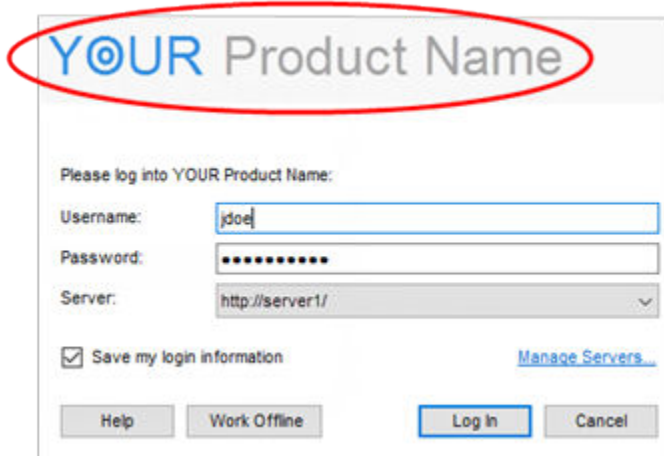 YOUR Product Name
Please log into YOUR Product Name:
Username: jdoe
Password: ●●●●●●●●●●
Server: http://server1/
Save my login information Manage Servers...
Help Work Offline Log In Cancel